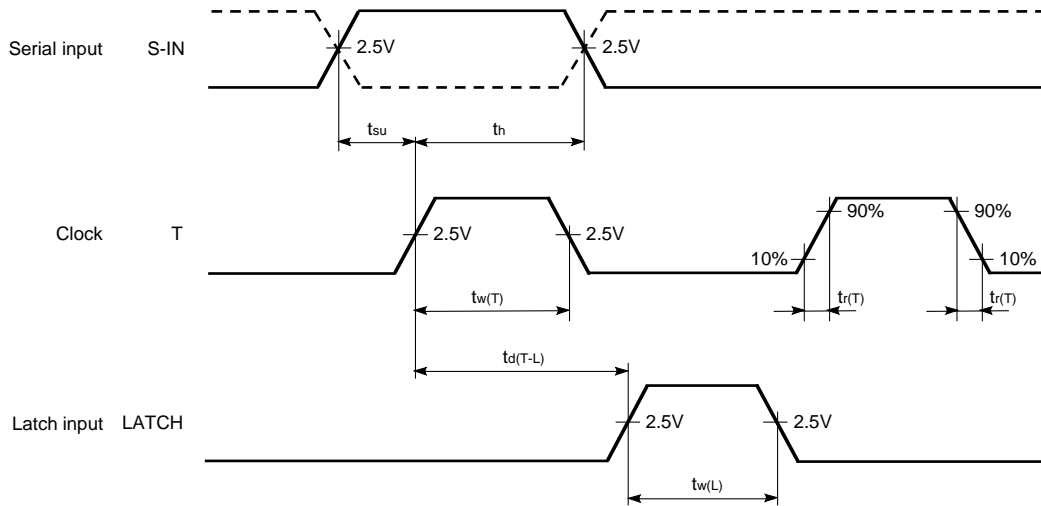 Serial input S-IN 2.5V 2.5V
tsu th
Clock T 2.5V 2.5V 90% 90%
10% 10%
tw(T) tr(T) tr(T)
td(T-L)
Latch input LATCH 2.5V 2.5V
tw(L)